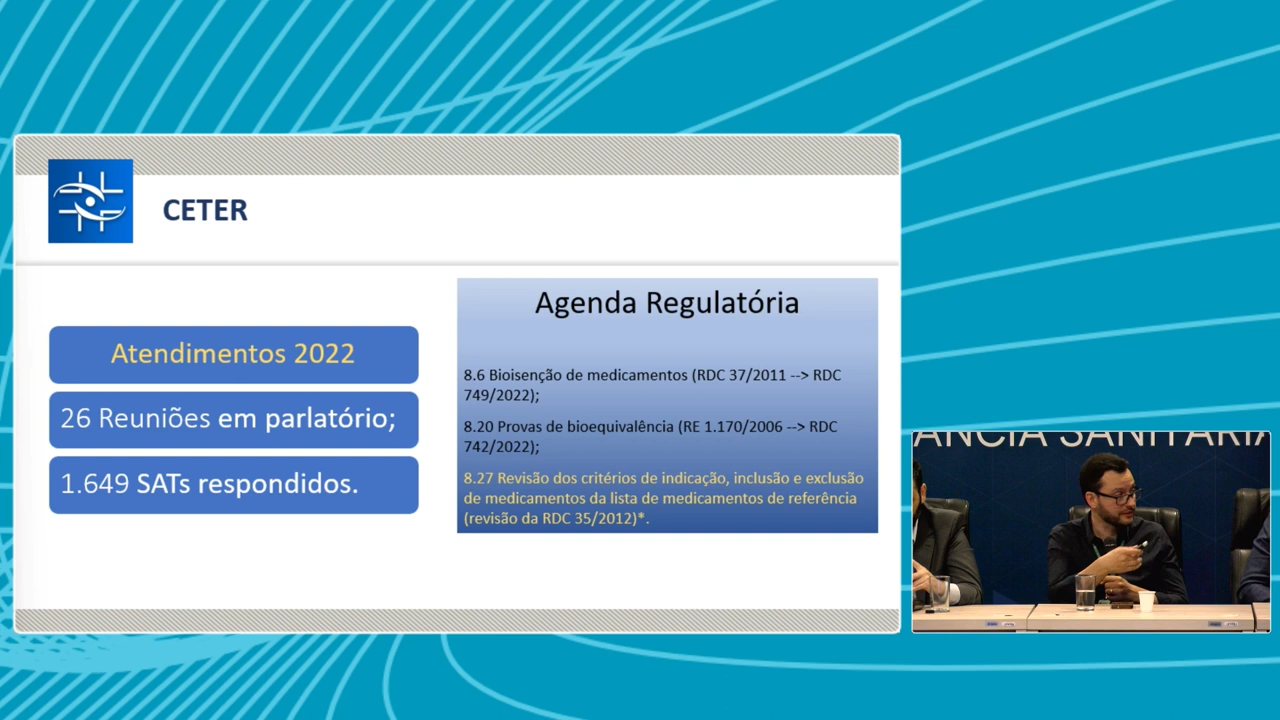 CETER
Atendimentos 2022
26 Reuniões em parlatório;
1.649 SATs respondidos.
Agenda Regulatória
8.6 Bioisenção de medicamentos (RDC 37/2011 --> RDC
749/2022);
8.20 Provas de bioequivalência (RE 1.170/2006 --> RDC
742/2022);
8.27 Revisão dos critérios de indicação, inclusão e exclusão
de medicamentos da lista de medicamentos de referência
(revisão da RDC 35/2012)*.
ÂNCIA SANITÁRIA